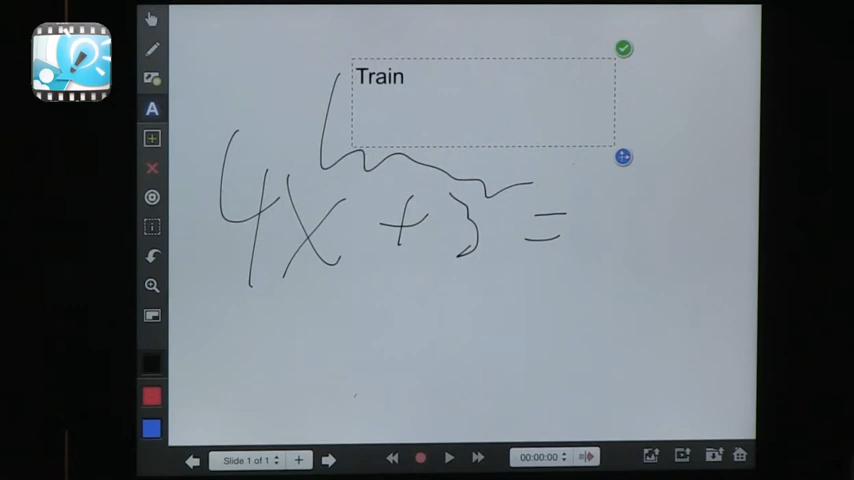 Train
4x + 3 =
A
Slide 1 of 1
+
00:00:00